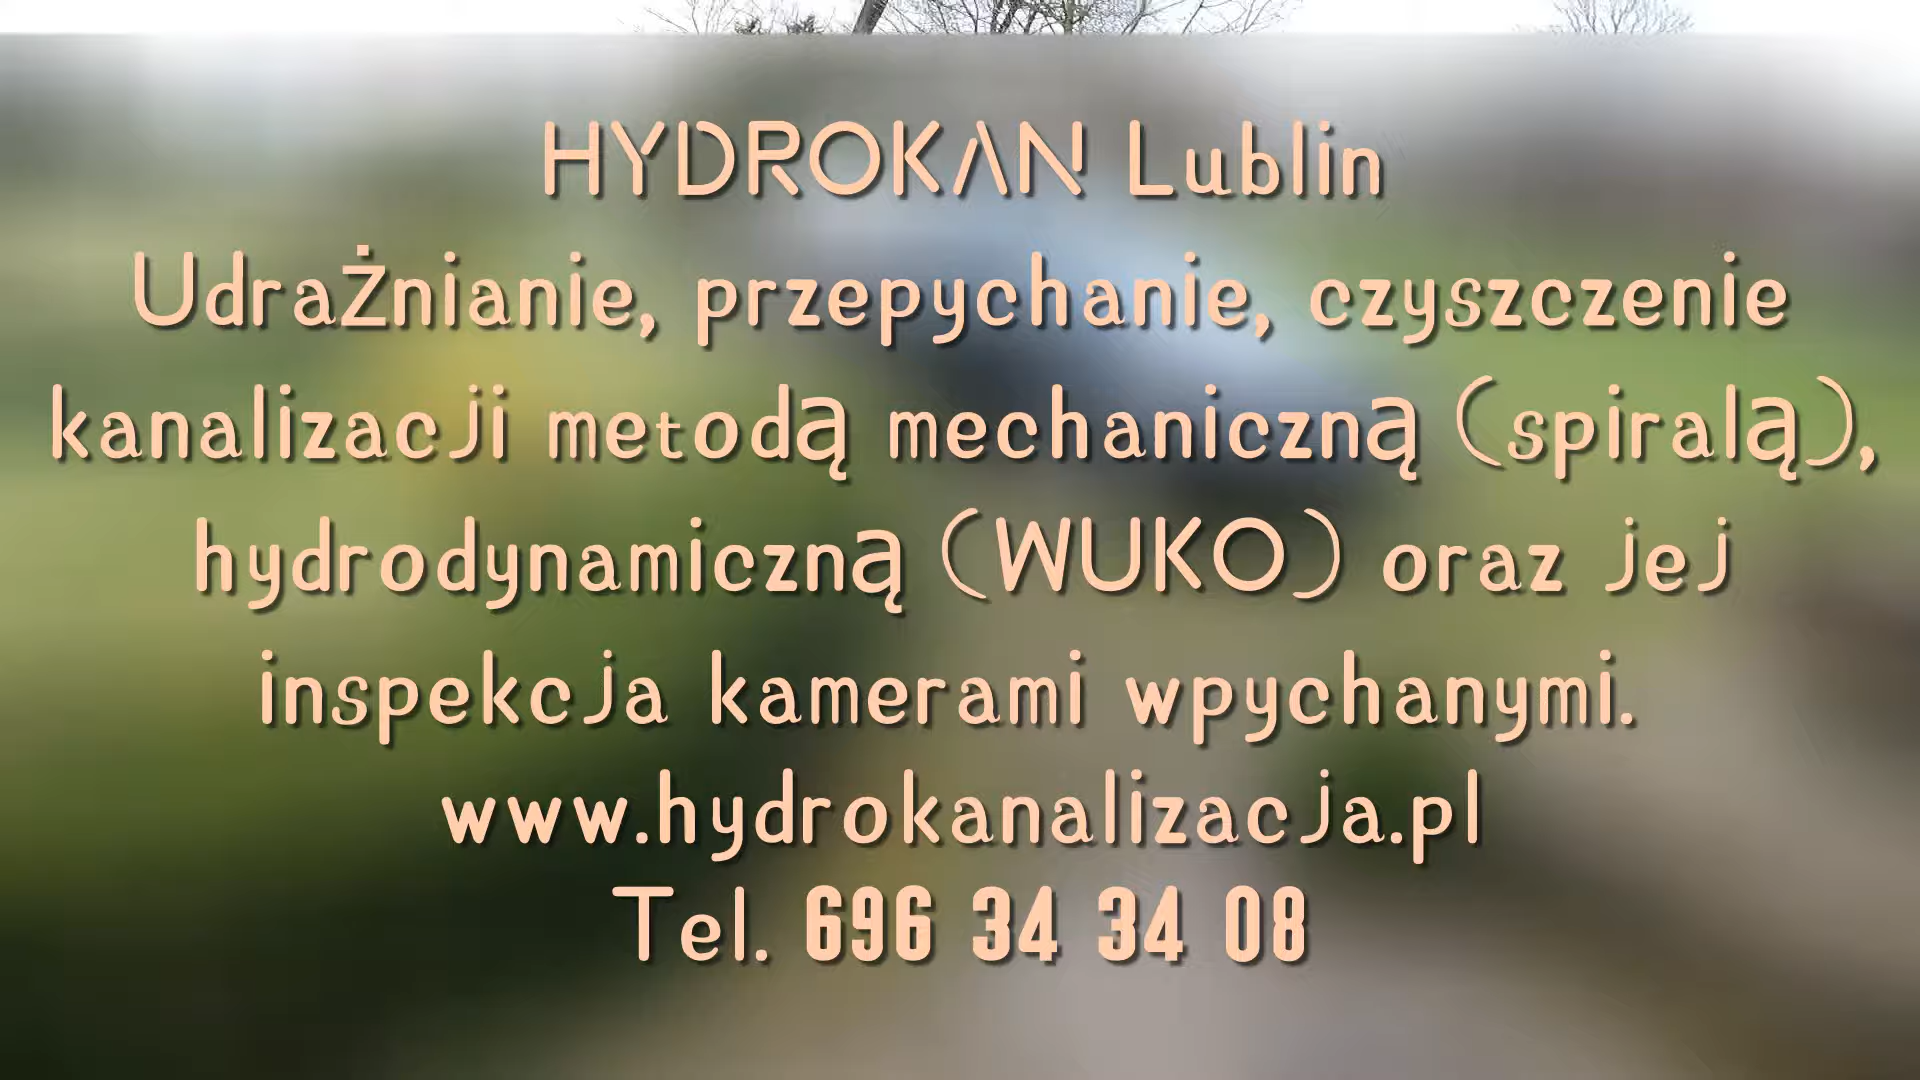 HYDROKAN Lublin
Udrażnianie, przepychanie, czyszczenie
kanalizacji metodą mechaniczną (spiralą),
hydrodynamiczną (WUKO) oraz jej
inspekcja kamerami wpychanymi.
www.hydrokanalizacja.pl
Tel. 696 34 34 08